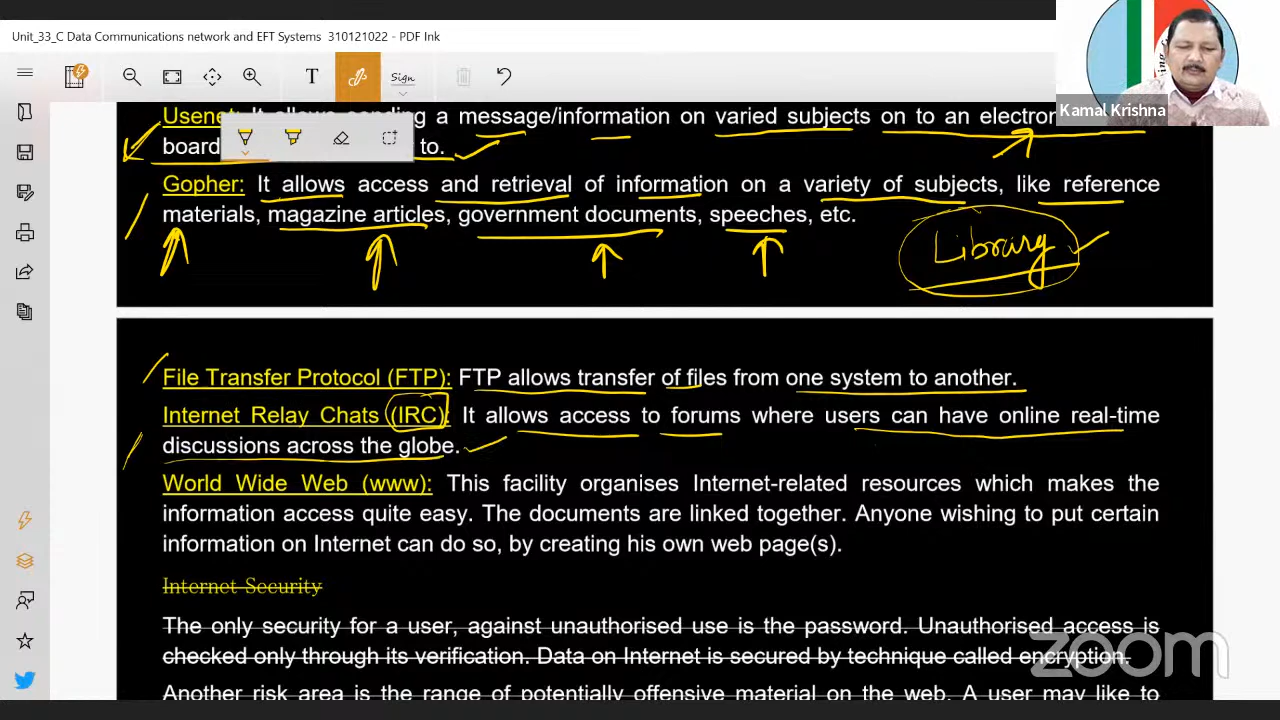 Unit_33_C Data Communications network and EFT Systems 310121022 - PDF Ink
T
Sign
Kamal Krishna
Usenet: It allows sending a message/information on varied subjects on to an electron
board to.
Gopher: It allows access and retrieval of information on a variety of subjects, like reference
materials, magazine articles, government documents, speeches, etc.
Library
File Transfer Protocol (FTP): FTP allows transfer of files from one system to another.
Internet Relay Chats (IRC): It allows access to forums where users can have online real-time
discussions across the globe.
World Wide Web (www): This facility organises Internet-related resources which makes the
information access quite easy. The documents are linked together. Anyone wishing to put certain
information on Internet can do so, by creating his own web page(s).
Internet Security
The only security for a user, against unauthorised use is the password. Unauthorised access is
checked only through its verification. Data on Internet is secured by technique called encryption.
Another risk area is the range of potentially offensive material on the web. A user may like to
zoom